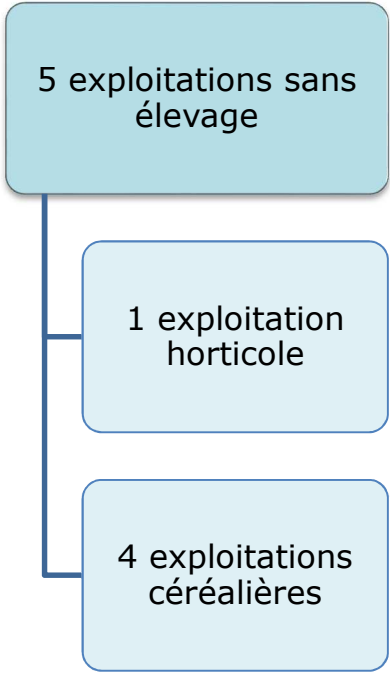 5 exploitations sans
élevage
1 exploitation
horticole
4 exploitations
céréalières